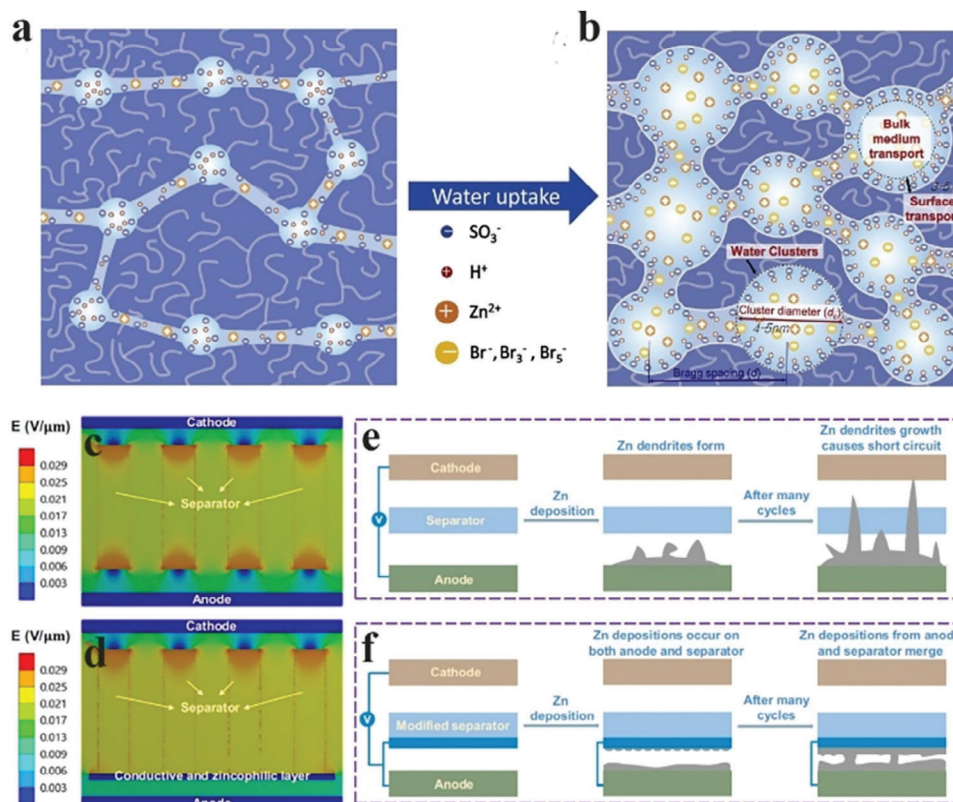 a
b
Water uptake
SO₃⁻
H⁺
Zn²⁺
Br⁻, Br₃⁻, Br₅⁻
Bulk
medium
transport
Surface
transport
Water Clusters
Cluster diameter (d꜀)
4-5nm
Bragg spacing (d)
E (V/μm)
0.029
0.025
0.021
0.017
0.013
0.009
0.006
0.003
c
Cathode
Separator
Anode
E (V/μm)
0.029
0.025
0.021
0.017
0.013
0.009
0.006
0.003
d
Cathode
Separator
Conductive and zincophilic layer
Anode
e
Cathode
Separator
Anode
V
Zn
deposition
Zn dendrites form
After many
cycles
Zn dendrites growth
causes short circuit
f
Cathode
Modified separator
Anode
V
Zn
deposition
Zn depositions occur on
both anode and separator
After many
cycles
Zn depositions from anod
and separator merge